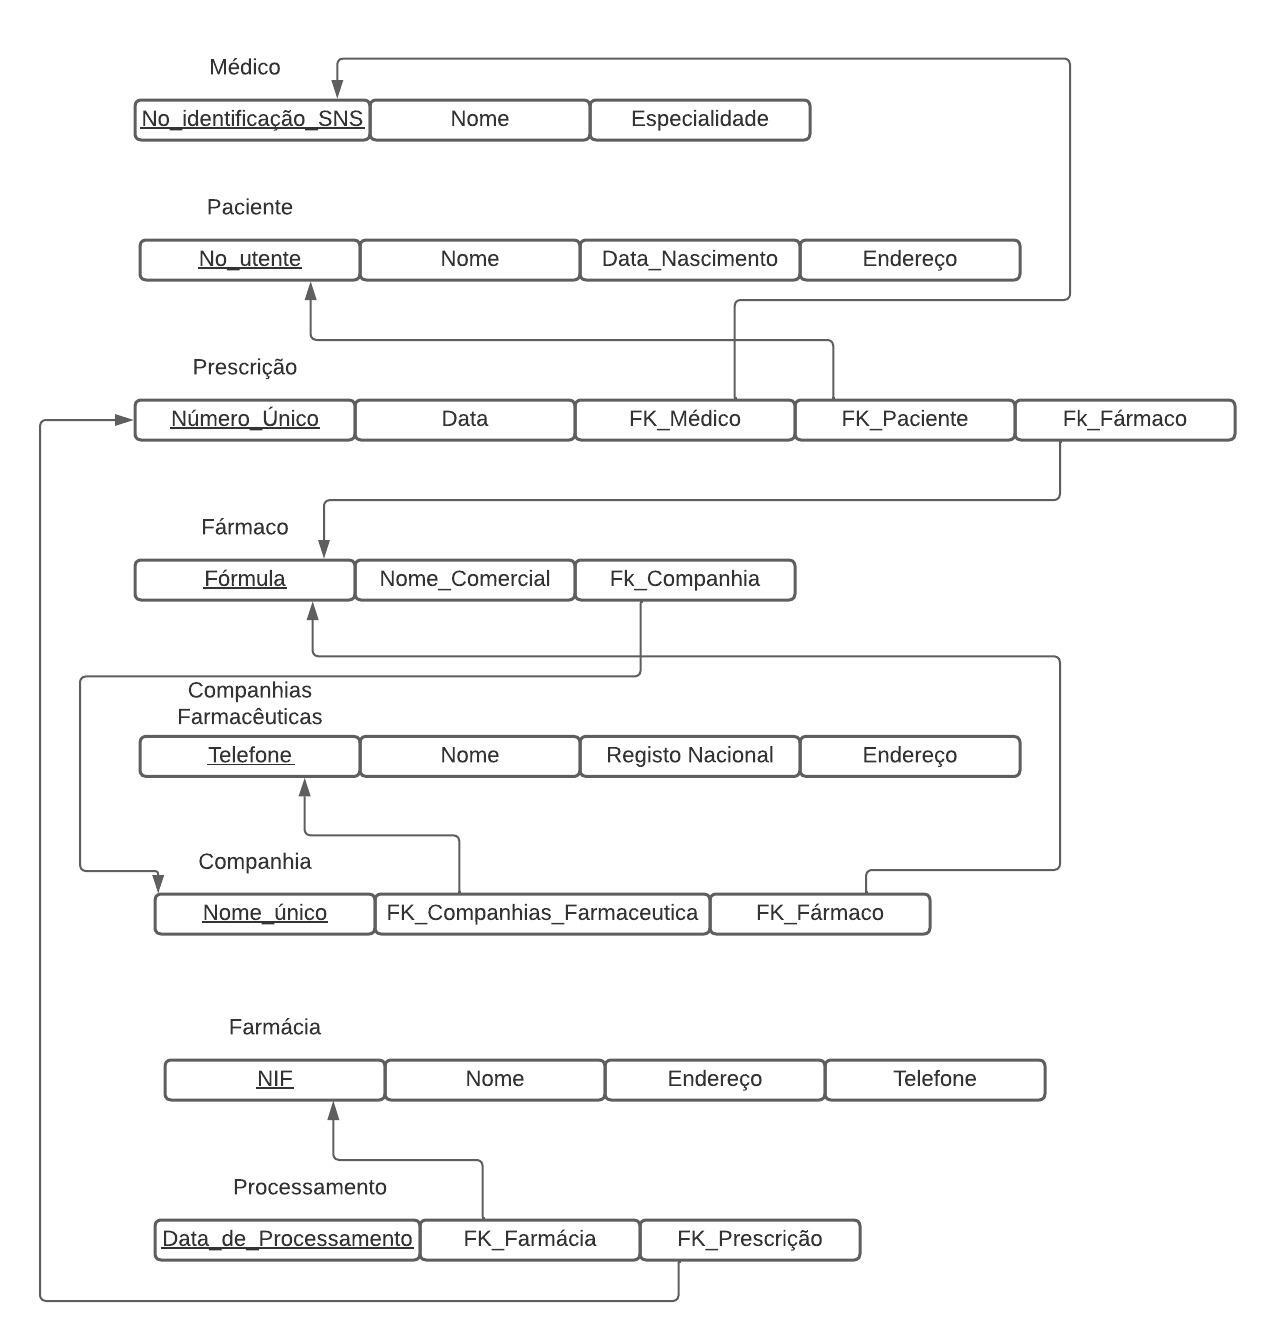 Médico
No_identificação_SNS Nome Especialidade
Paciente
No_utente Nome Data_Nascimento Endereço
Prescrição
Número_Único Data FK_Médico FK_Paciente Fk_Fármaco
Fármaco
Fórmula Nome_Comercial Fk_Companhia
Companhias
Farmacêuticas
Telefone Nome Registo Nacional Endereço
Companhia
Nome_único FK_Companhias_Farmaceutica FK_Fármaco
Farmácia
NIF Nome Endereço Telefone
Processamento
Data_de_Processamento FK_Farmácia FK_Prescrição